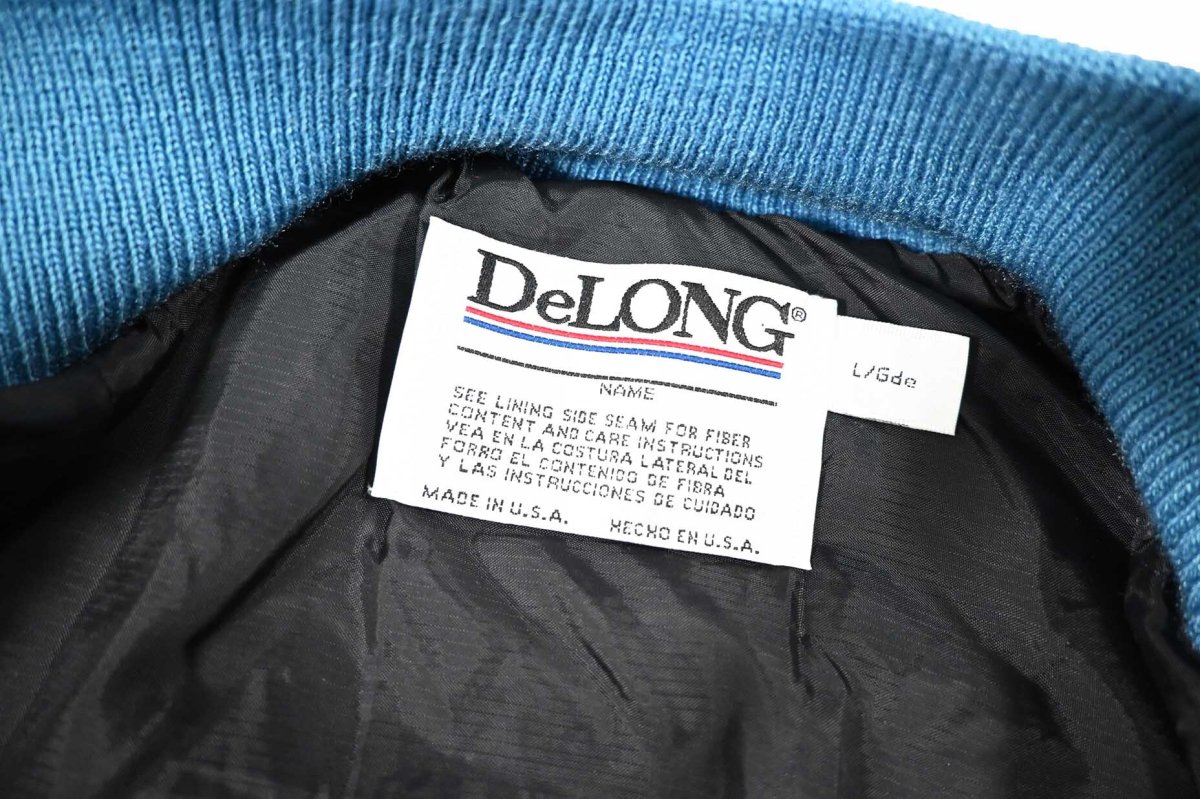 DeLONG®
NAME
SEE LINING SIDE SEAM FOR FIBER
CONTENT AND CARE INSTRUCTIONS
VEA EN LA COSTURA LATERAL DEL
FORRO EL CONTENIDO DE FIBRA
Y LAS INSTRUCCIONES DE CUIDADO
MADE IN U.S.A. HECHO EN U.S.A.
L/Gde